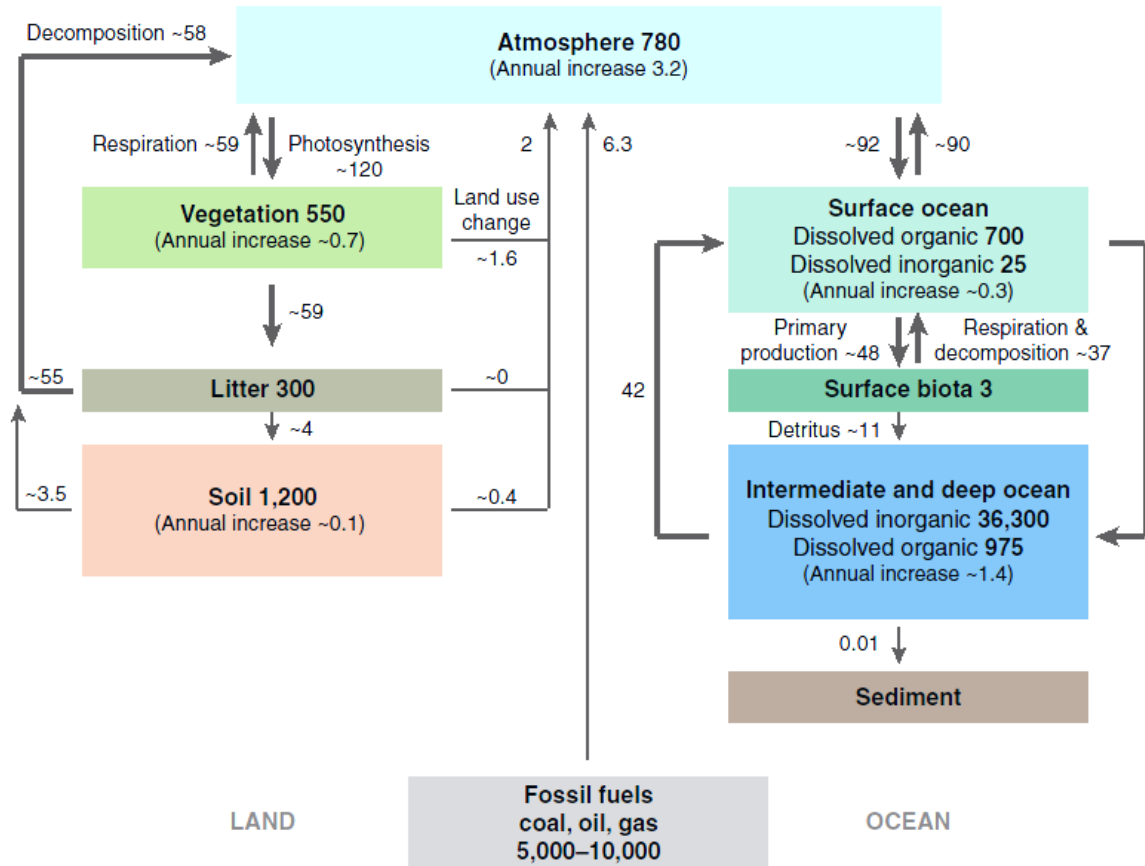 Decomposition ~58
Atmosphere 780
(Annual increase 3.2)
Respiration ~59
Photosynthesis
~120
2
6.3
~92
~90
Vegetation 550
(Annual increase ~0.7)
Land use
change
~1.6
Surface ocean
Dissolved organic 700
Dissolved inorganic 25
(Annual increase ~0.3)
~59
Primary
production ~48
Respiration &
decomposition ~37
~55
Litter 300
~0
42
Surface biota 3
~4
Detritus ~11
~3.5
Soil 1,200
(Annual increase ~0.1)
~0.4
Intermediate and deep ocean
Dissolved inorganic 36,300
Dissolved organic 975
(Annual increase ~1.4)
0.01
Sediment
LAND
Fossil fuels
coal, oil, gas
5,000–10,000
OCEAN